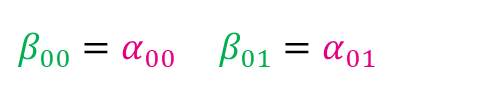 β₀₀ = α₀₀ β₀₁ = α₀₁